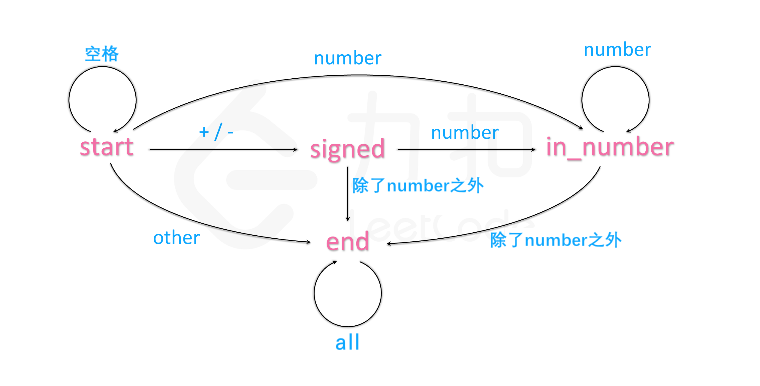 空格
number
number
+ / -
number
start
signed
in_number
力扣
LeetCode
除了number之外
other
end
除了number之外
all